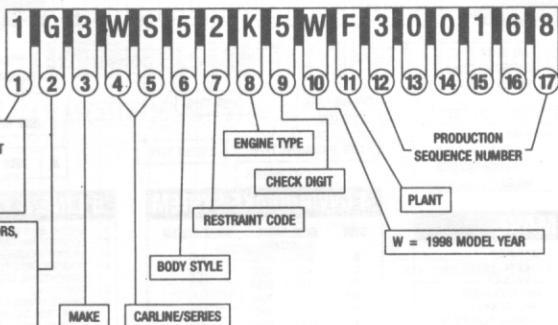 1 G 3 W S 5 2 K 5 W F 3 0 0 1 6 8
1 2 3 4 5 6 7 8 9 10 11 12 13 14 15 16 17
T
ENGINE TYPE
PRODUCTION
SEQUENCE NUMBER
CHECK DIGIT
PLANT
RESTRAINT CODE
ORS,
W = 1998 MODEL YEAR
BODY STYLE
MAKE
CARLINE/SERIES